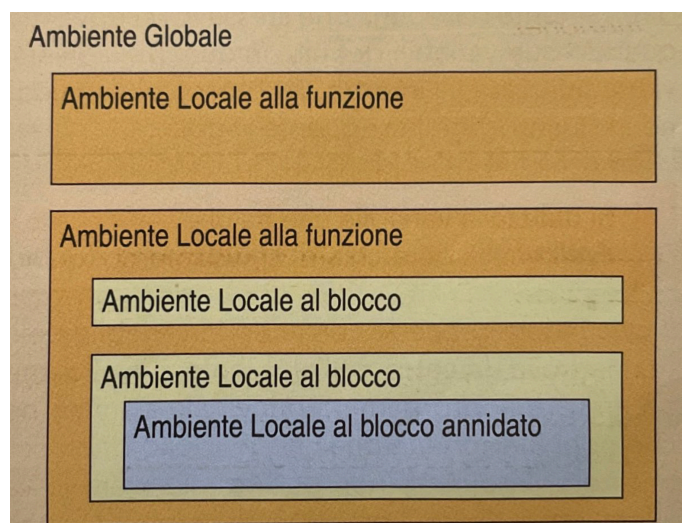 Ambiente Globale
Ambiente Locale alla funzione
Ambiente Locale alla funzione
Ambiente Locale al blocco
Ambiente Locale al blocco
Ambiente Locale al blocco annidato